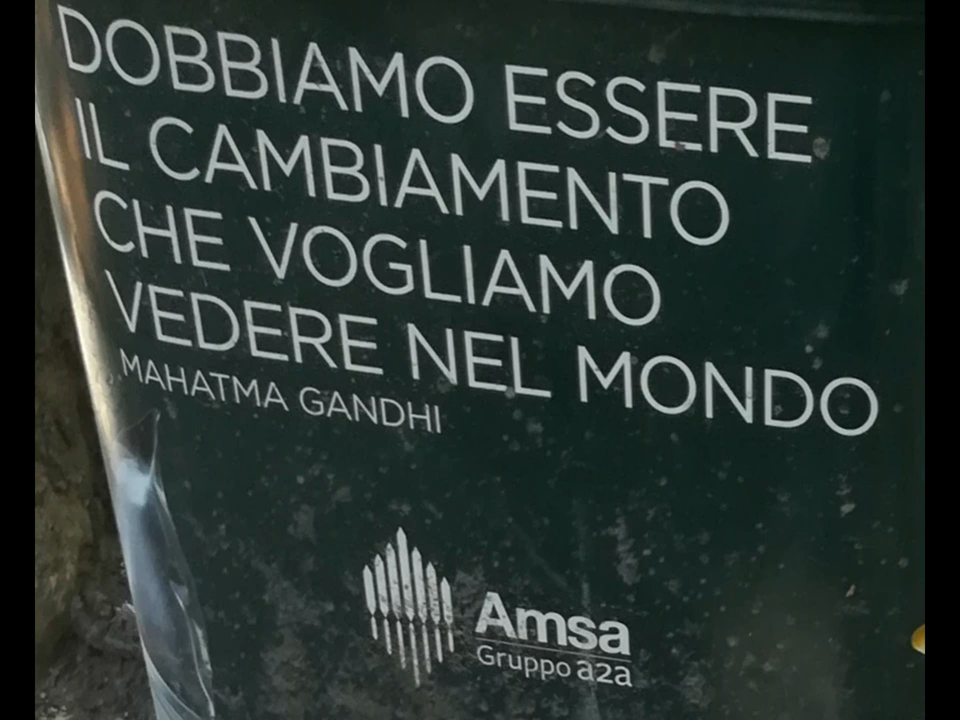 DOBBIAMO ESSERE
IL CAMBIAMENTO
CHE VOGLIAMO
VEDERE NEL MONDO
MAHATMA GANDHI
Amsa
Gruppo a2a